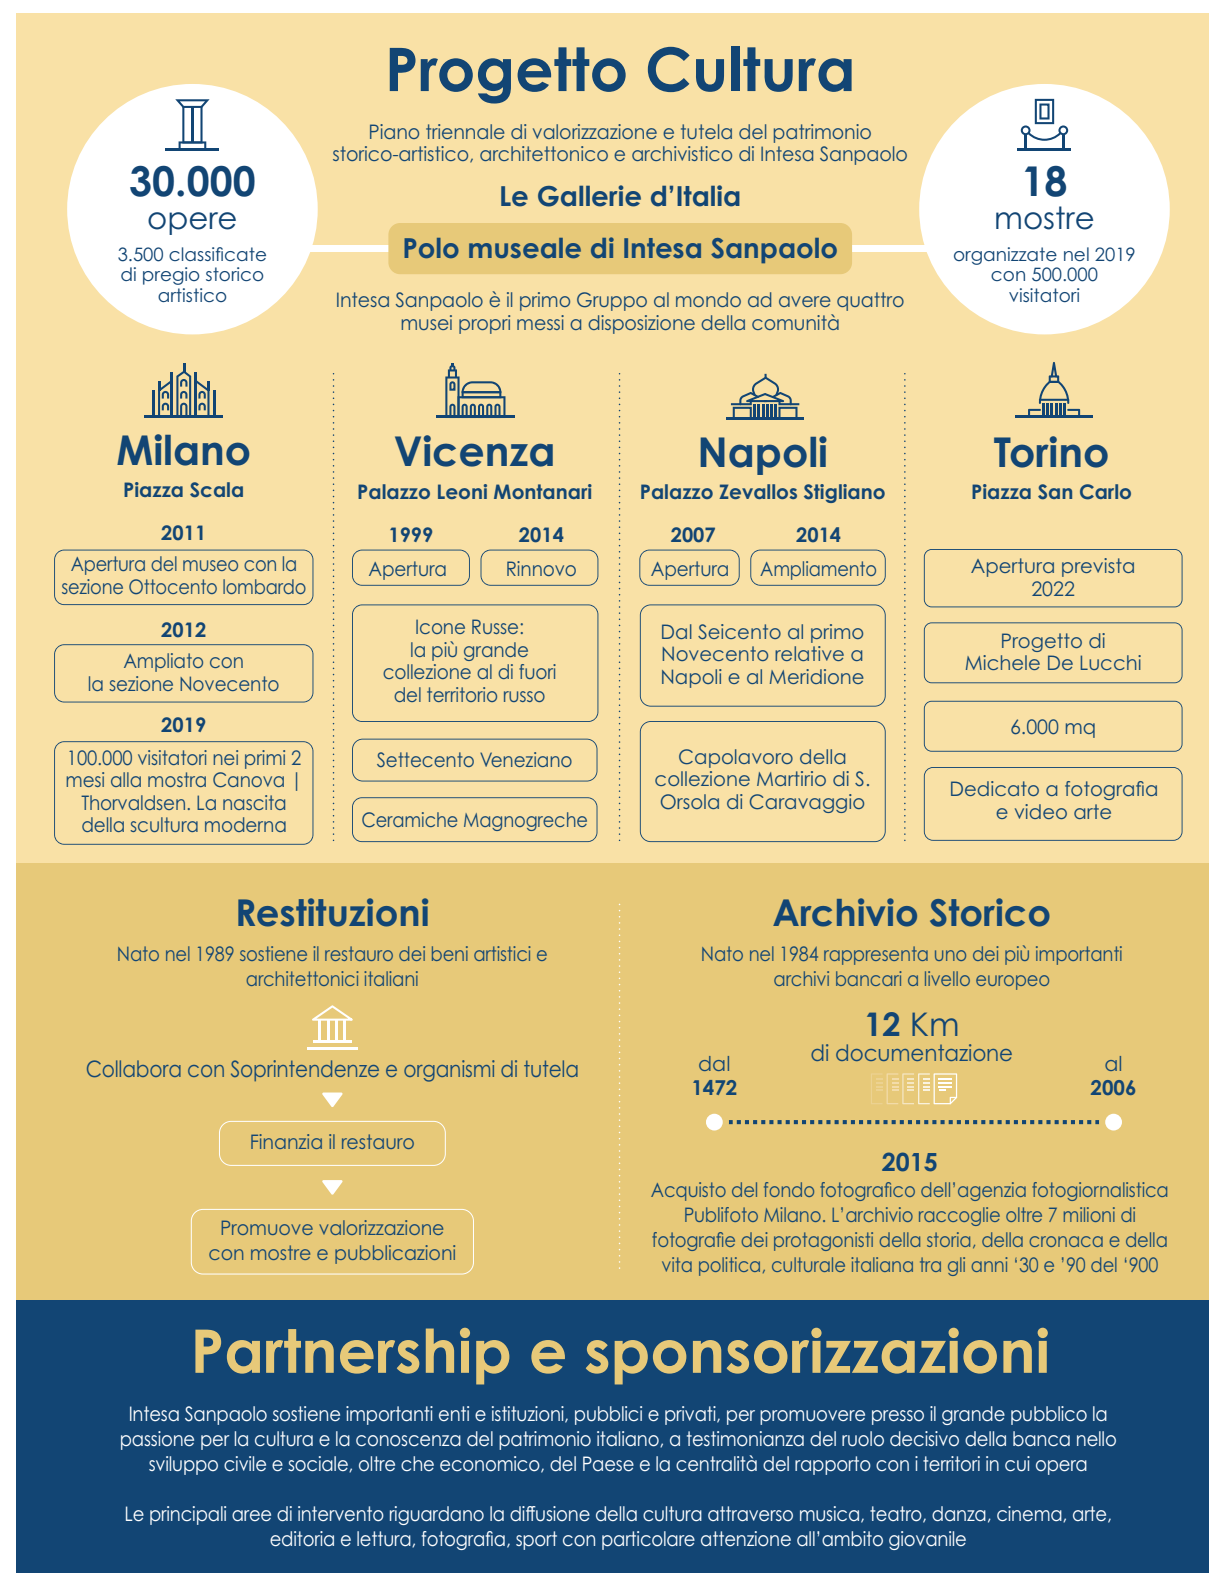 Progetto Cultura
Piano triennale di valorizzazione e tutela del patrimonio
storico-artistico, architettonico e archivistico di Intesa Sanpaolo
Le Gallerie d’Italia
Polo museale di Intesa Sanpaolo
Intesa Sanpaolo è il primo Gruppo al mondo ad avere quattro
musei propri messi a disposizione della comunità
30.000
opere
3.500 classificate
di pregio storico
artistico
18
mostre
organizzate nel 2019
con 500.000
visitatori
Milano
Piazza Scala
2011
Apertura del museo con la
sezione Ottocento lombardo
2012
Ampliato con
la sezione Novecento
2019
100.000 visitatori nei primi 2
mesi alla mostra Canova |
Thorvaldsen. La nascita
della scultura moderna
Vicenza
Palazzo Leoni Montanari
1999
Apertura
2014
Rinnovo
Icone Russe:
la più grande
collezione al di fuori
del territorio russo
Settecento Veneziano
Ceramiche Magnogreche
Napoli
Palazzo Zevallos Stigliano
2007
Apertura
2014
Ampliamento
Dal Seicento al primo
Novecento relative a
Napoli e al Meridione
Capolavoro della
collezione Martirio di S.
Orsola di Caravaggio
Torino
Piazza San Carlo
Apertura prevista
2022
Progetto di
Michele De Lucchi
6.000 mq
Dedicato a fotografia
e video arte
Restituzioni
Nato nel 1989 sostiene il restauro dei beni artistici e
architettonici italiani
Collabora con Soprintendenze e organismi di tutela
Finanzia il restauro
Promuove valorizzazione
con mostre e pubblicazioni
Archivio Storico
Nato nel 1984 rappresenta uno dei più importanti
archivi bancari a livello europeo
12 Km
di documentazione
dal
1472
al
2006
2015
Acquisto del fondo fotografico dell’agenzia fotogiornalistica
Publifoto Milano. L’archivio raccoglie oltre 7 milioni di
fotografie dei protagonisti della storia, della cronaca e della
vita politica, culturale italiana tra gli anni ‘30 e ’90 del ‘900
Partnership e sponsorizzazioni
Intesa Sanpaolo sostiene importanti enti e istituzioni, pubblici e privati, per promuovere presso il grande pubblico la
passione per la cultura e la conoscenza del patrimonio italiano, a testimonianza del ruolo decisivo della banca nello
sviluppo civile e sociale, oltre che economico, del Paese e la centralità del rapporto con i territori in cui opera
Le principali aree di intervento riguardano la diffusione della cultura attraverso musica, teatro, danza, cinema, arte,
editoria e lettura, fotografia, sport con particolare attenzione all’ambito giovanile